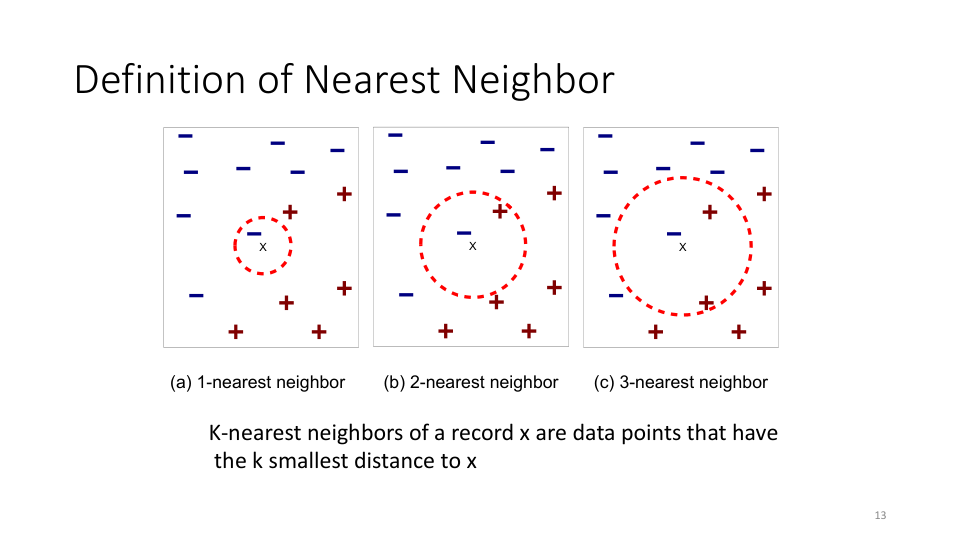 Definition of Nearest Neighbor
X
X
X
(a) 1-nearest neighbor
(b) 2-nearest neighbor
(c) 3-nearest neighbor
K-nearest neighbors of a record x are data points that have
the k smallest distance to x
13